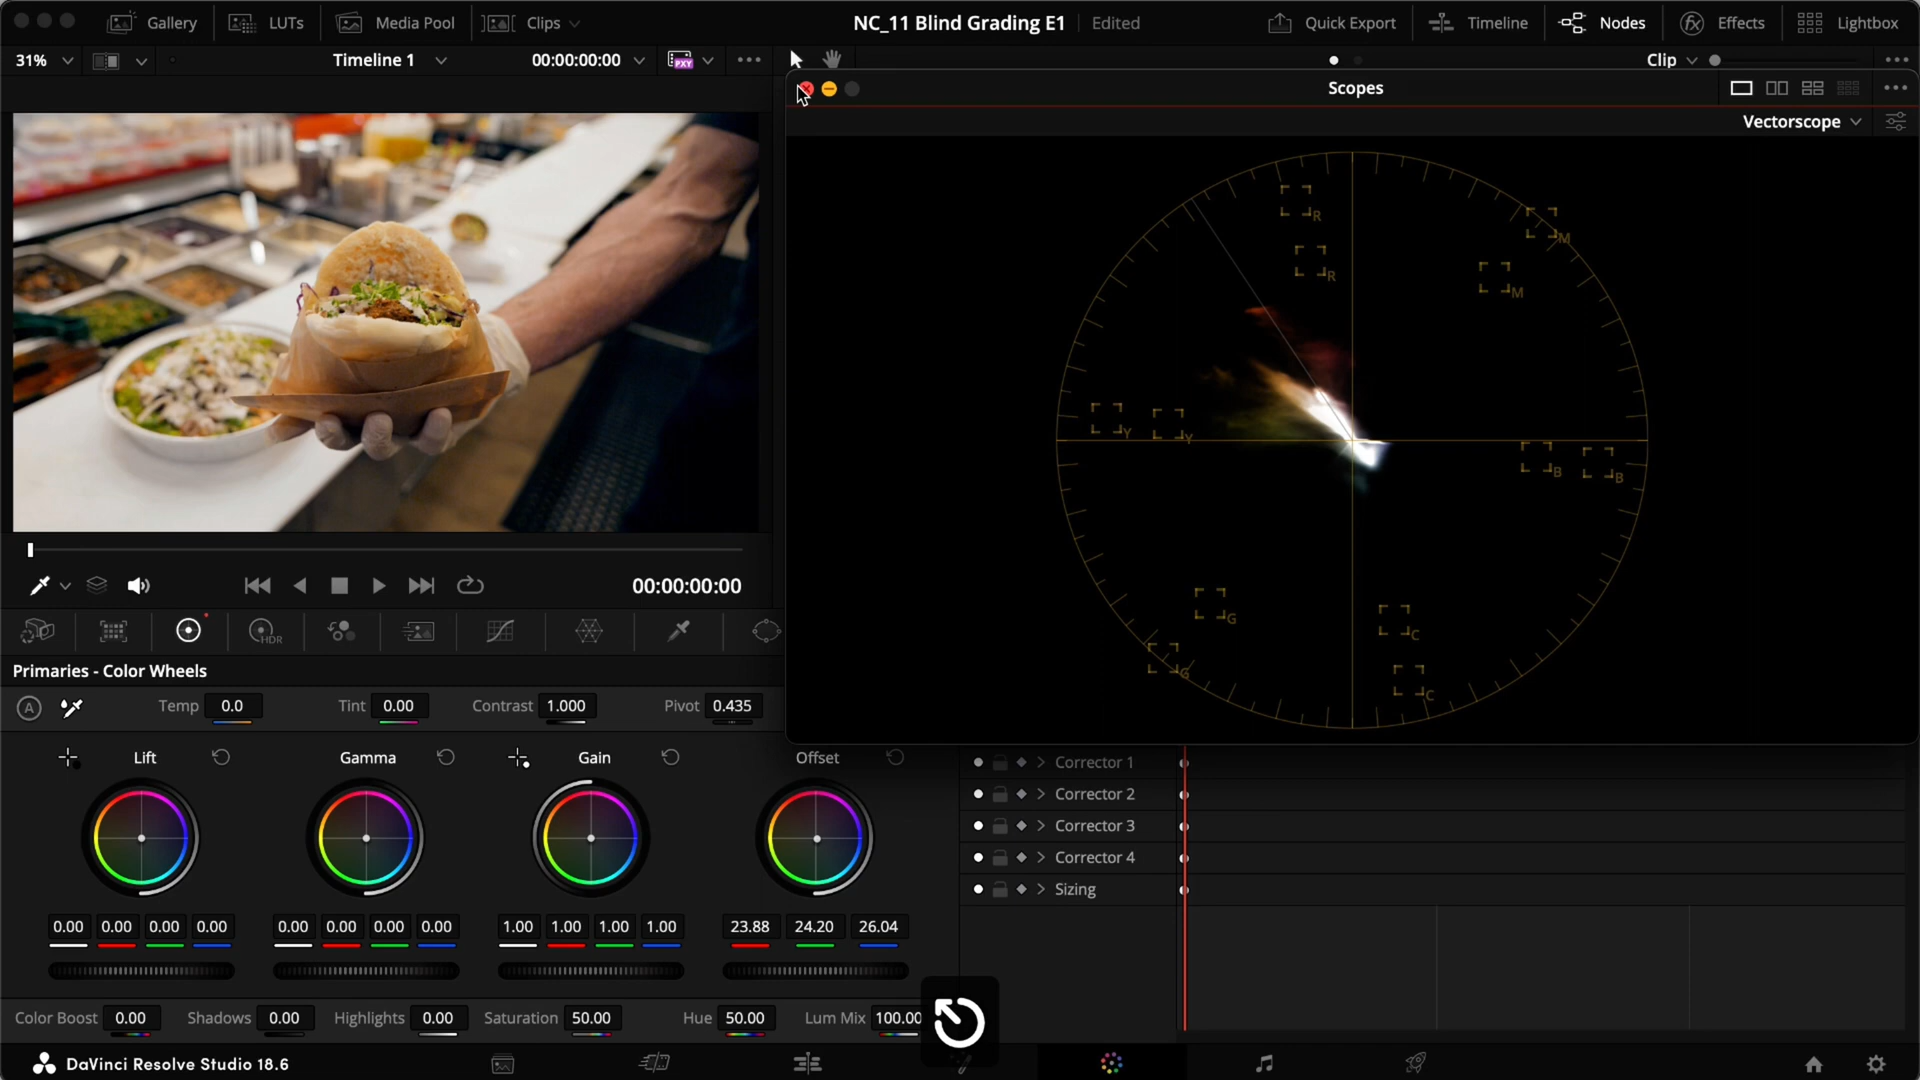 Gallery LUTs Media Pool Clips NC_11 Blind Grading E1 Edited Quick Export Timeline Nodes Effects Lightbox
31% Timeline 1 00:00:00:00 PXY Clip
Scopes
Vectorscope
R
M
R
M
Y Y
B B
G C
G C
00:00:00:00
HDR
Primaries - Color Wheels
A Temp 0.0 Tint 0.00 Contrast 1.000 Pivot 0.435
Lift Gamma Gain Offset
0.00 0.00 0.00 0.00 0.00 0.00 0.00 0.00 1.00 1.00 1.00 1.00 23.88 24.20 26.04
Corrector 1
Corrector 2
Corrector 3
Corrector 4
Sizing
Color Boost 0.00 Shadows 0.00 Highlights 0.00 Saturation 50.00 Hue 50.00 Lum Mix 100.00
DaVinci Resolve Studio 18.6